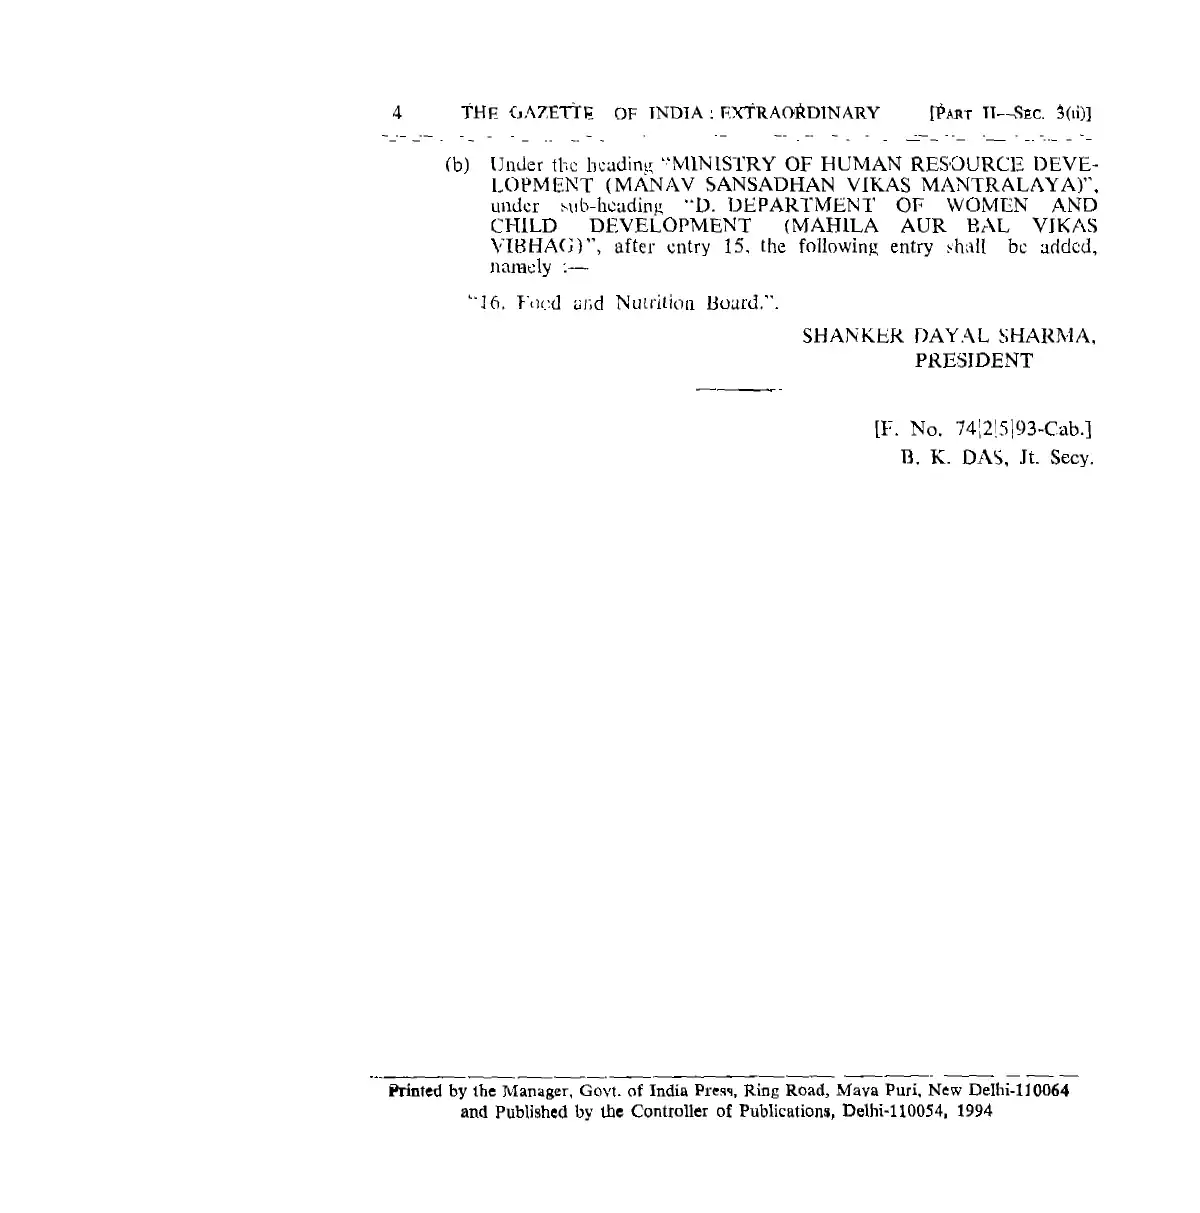 4 THE GAZETTE OF INDIA : EXTRAORDINARY [PART II—SEC. 3(ii)]
(b) Under the heading “MINISTRY OF HUMAN RESOURCE DEVE-
LOPMENT (MANAV SANSADHAN VIKAS MANTRALAYA)”,
under sub-heading “D. DEPARTMENT OF WOMEN AND
CHILD DEVELOPMENT (MAHILA AUR BAL VIKAS
VIBHAG)”, after entry 15, the following entry shall be added,
namely :—
“16. Food and Nutrition Board.”.
SHANKER DAYAL SHARMA,
PRESIDENT
[F. No. 74|2|5|93-Cab.]
B. K. DAS, Jt. Secy.
Printed by the Manager, Govt. of India Press, Ring Road, Maya Puri, New Delhi-110064
and Published by the Controller of Publications, Delhi-110054, 1994